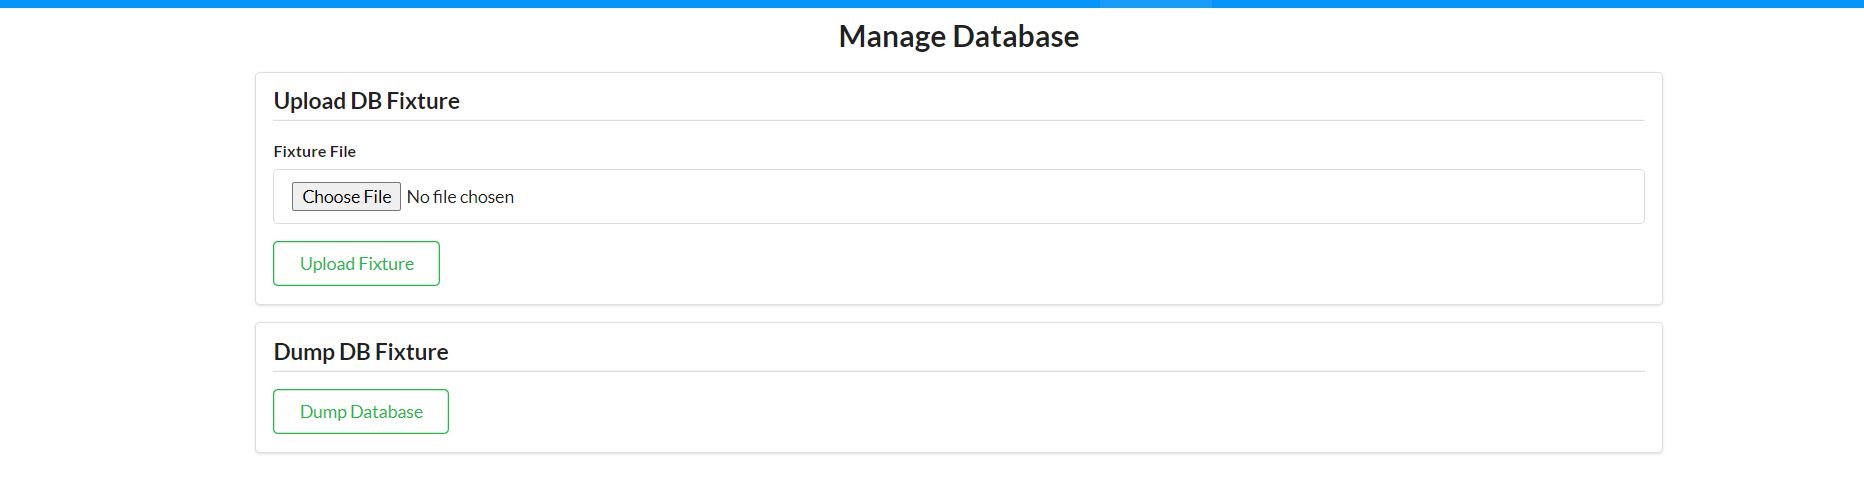 Manage Database
Upload DB Fixture
Fixture File
Choose File No file chosen
Upload Fixture
Dump DB Fixture
Dump Database